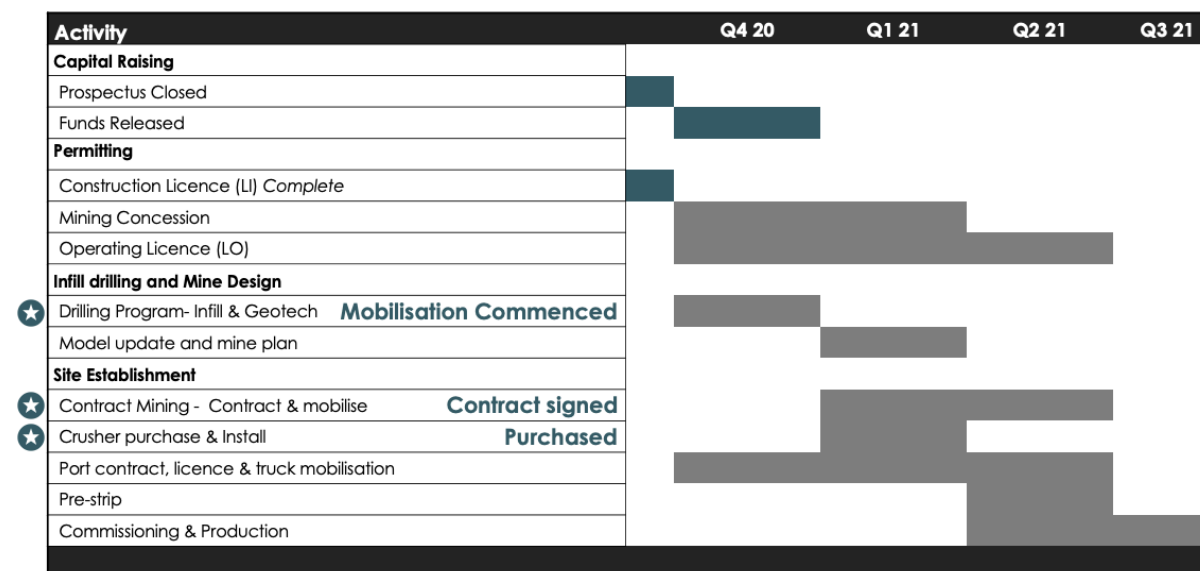 Activity Q4 20 Q1 21 Q2 21 Q3 21
Capital Raising
Prospectus Closed
Funds Released
Permitting
Construction Licence (LI) Complete
Mining Concession
Operating Licence (LO)
Infill drilling and Mine Design
Drilling Program- Infill & Geotech Mobilisation Commenced
Model update and mine plan
Site Establishment
Contract Mining - Contract & mobilise Contract signed
Crusher purchase & Install Purchased
Port contract, licence & truck mobilisation
Pre-strip
Commissioning & Production